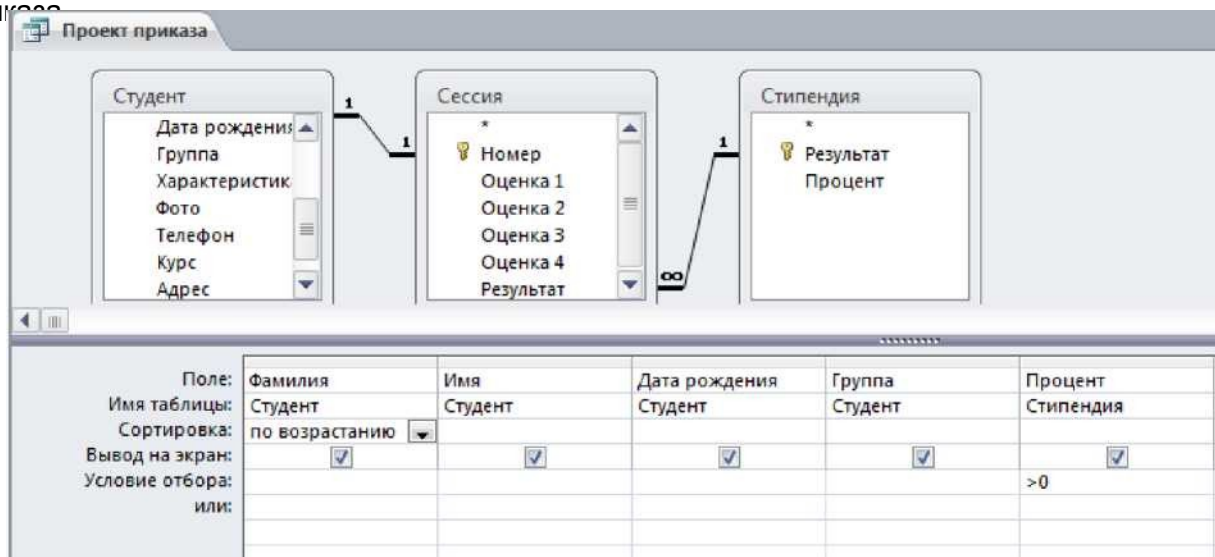 Проект приказа
Студент
Дата рождения
Группа
Характеристик
Фото
Телефон
Курс
Адрес
1
1
Сессия
*
Номер
Оценка 1
Оценка 2
Оценка 3
Оценка 4
Результат
1
∞
Стипендия
*
Результат
Процент
Поле: Фамилия Имя Дата рождения Группа Процент
Имя таблицы: Студент Студент Студент Студент Стипендия
Сортировка: по возрастанию
Вывод на экран:
Условие отбора: >0
или: